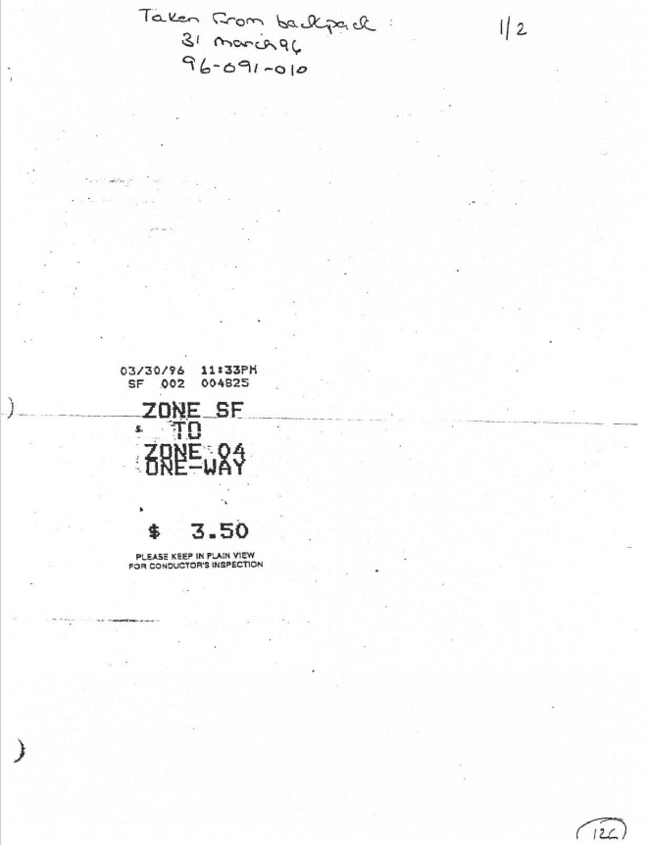 Taken From backpack
1/2
31 march 96
96-091-010
03/30/96 11:33PM
SF 002 004825
ZONE SF
TO
ZONE 04
ONE-WAY
$ 3.50
PLEASE KEEP IN PLAIN VIEW
FOR CONDUCTOR'S INSPECTION